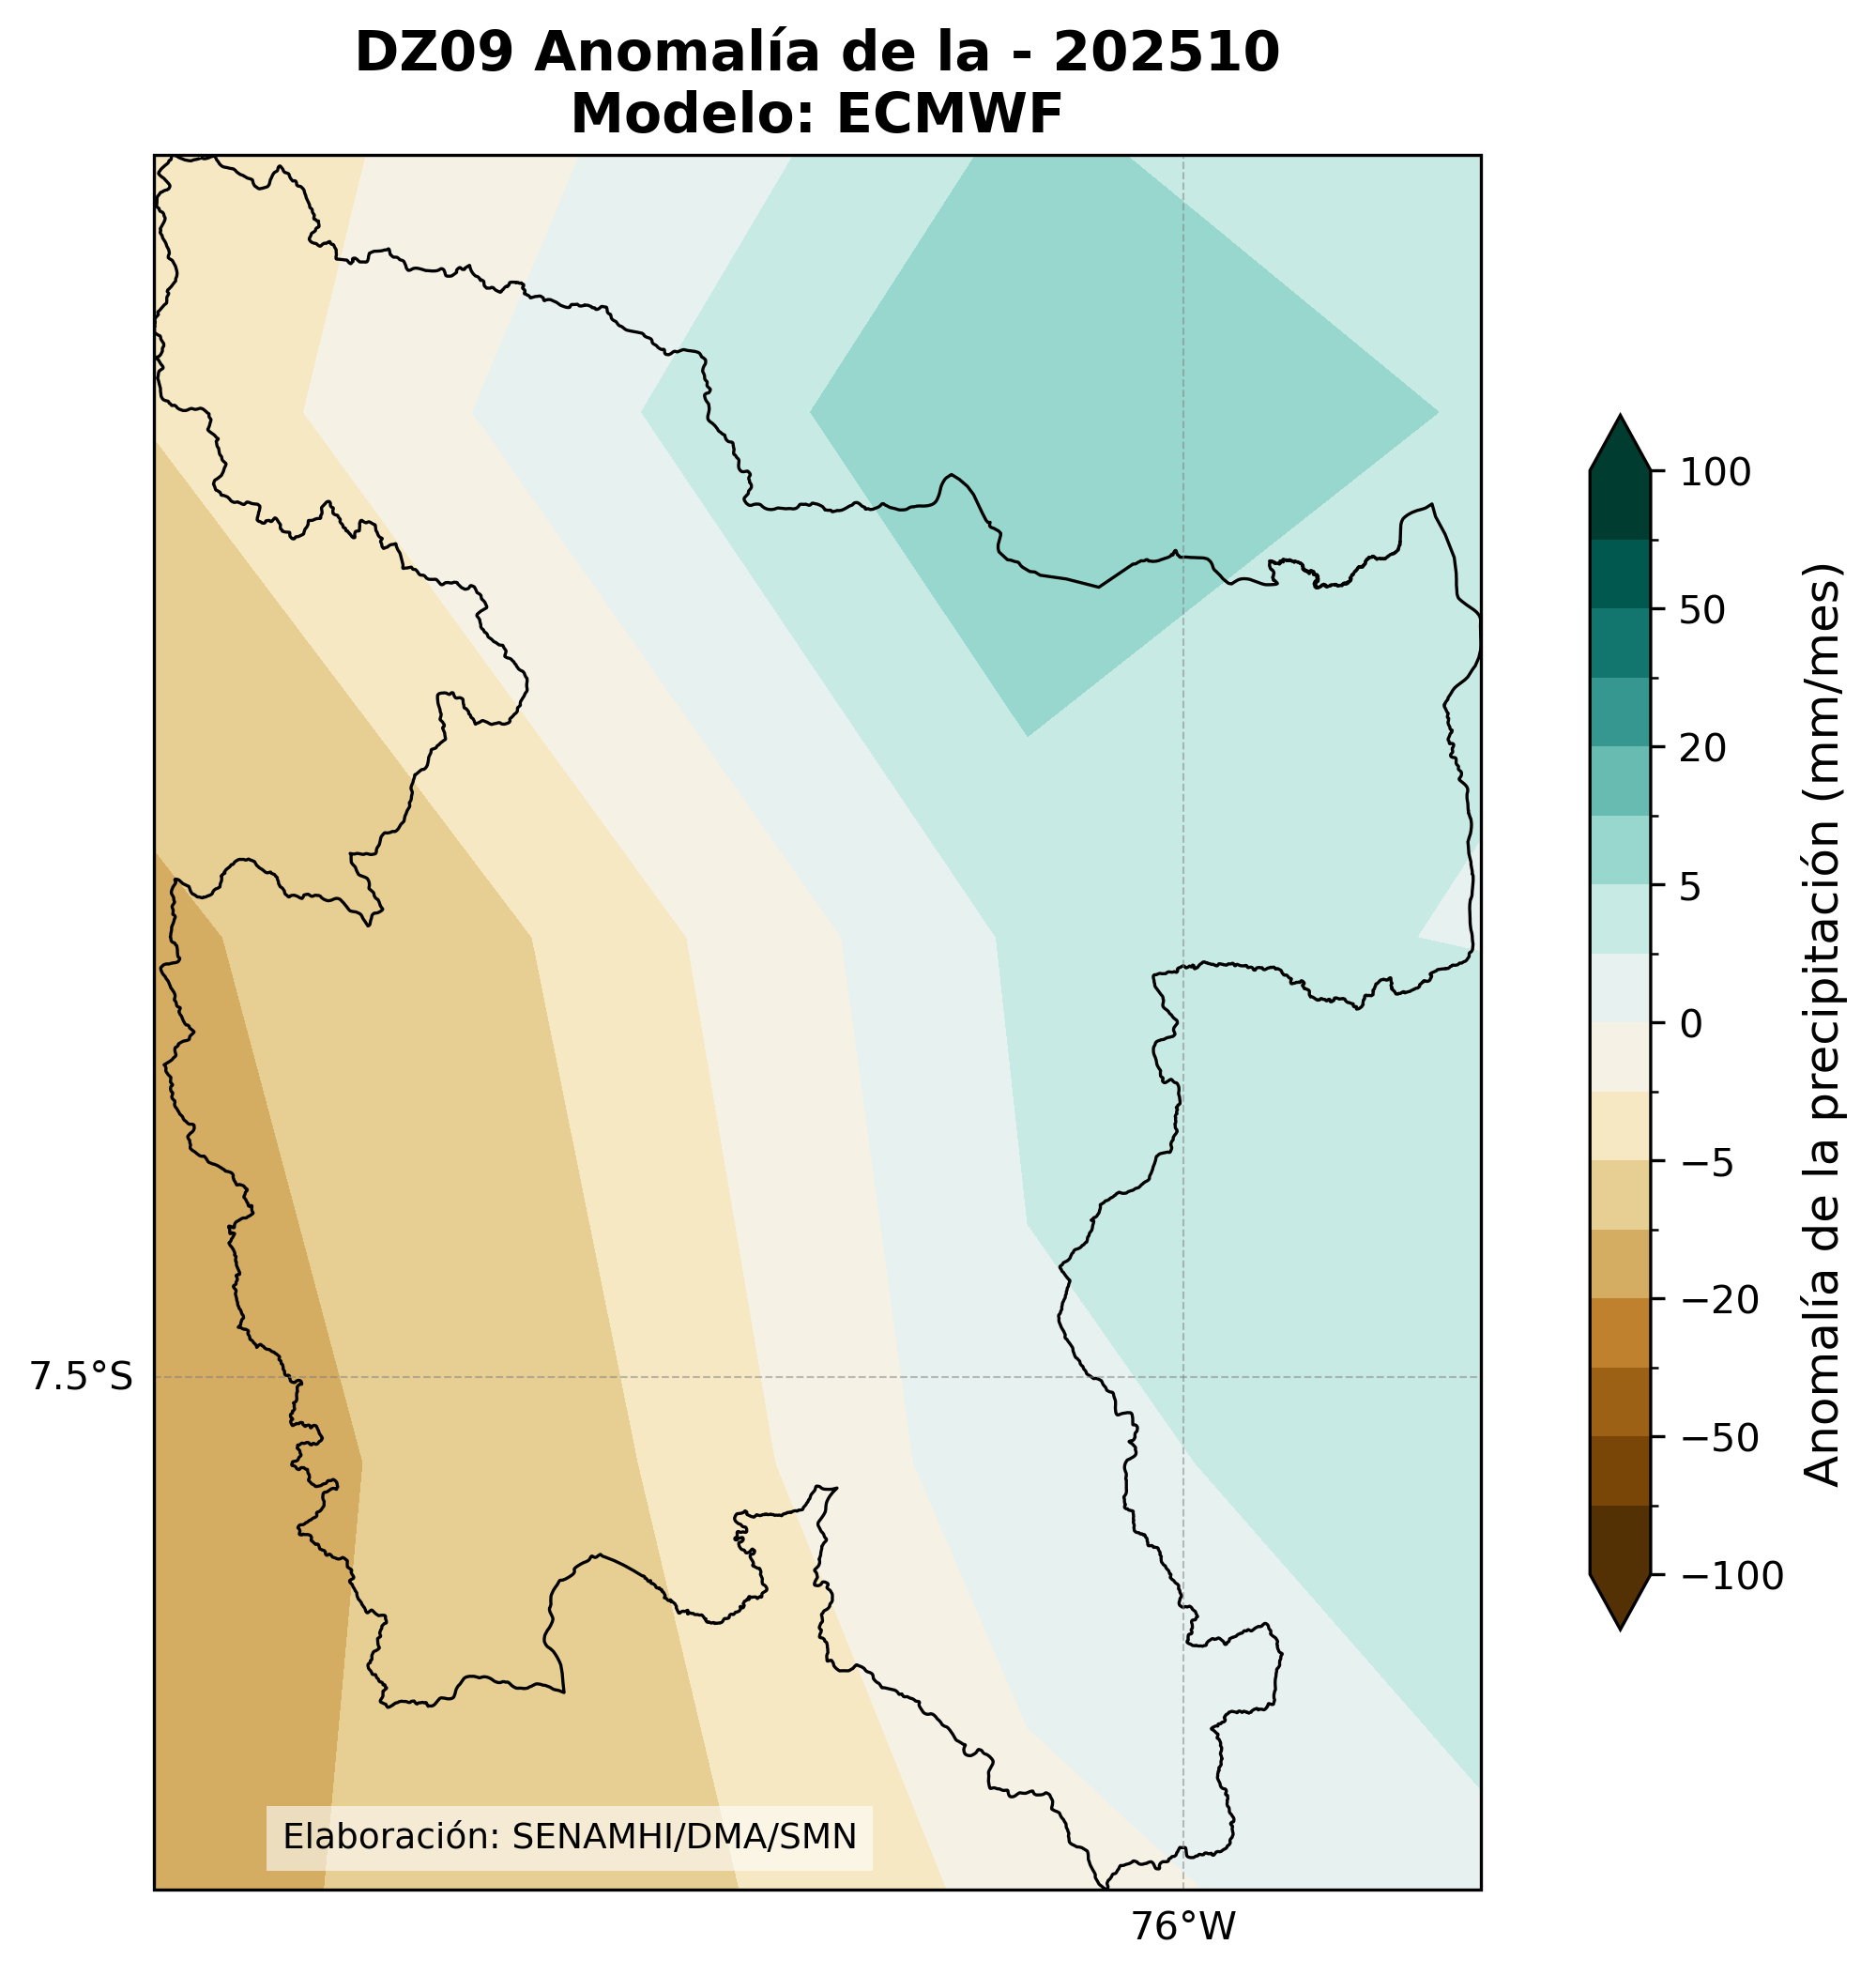 DZ09 Anomalía de la - 202510
Modelo: ECMWF
100
50
20
5
0
−5
−20
−50
−100
Anomalía de la precipitación (mm/mes)
7.5°S
Elaboración: SENAMHI/DMA/SMN
76°W